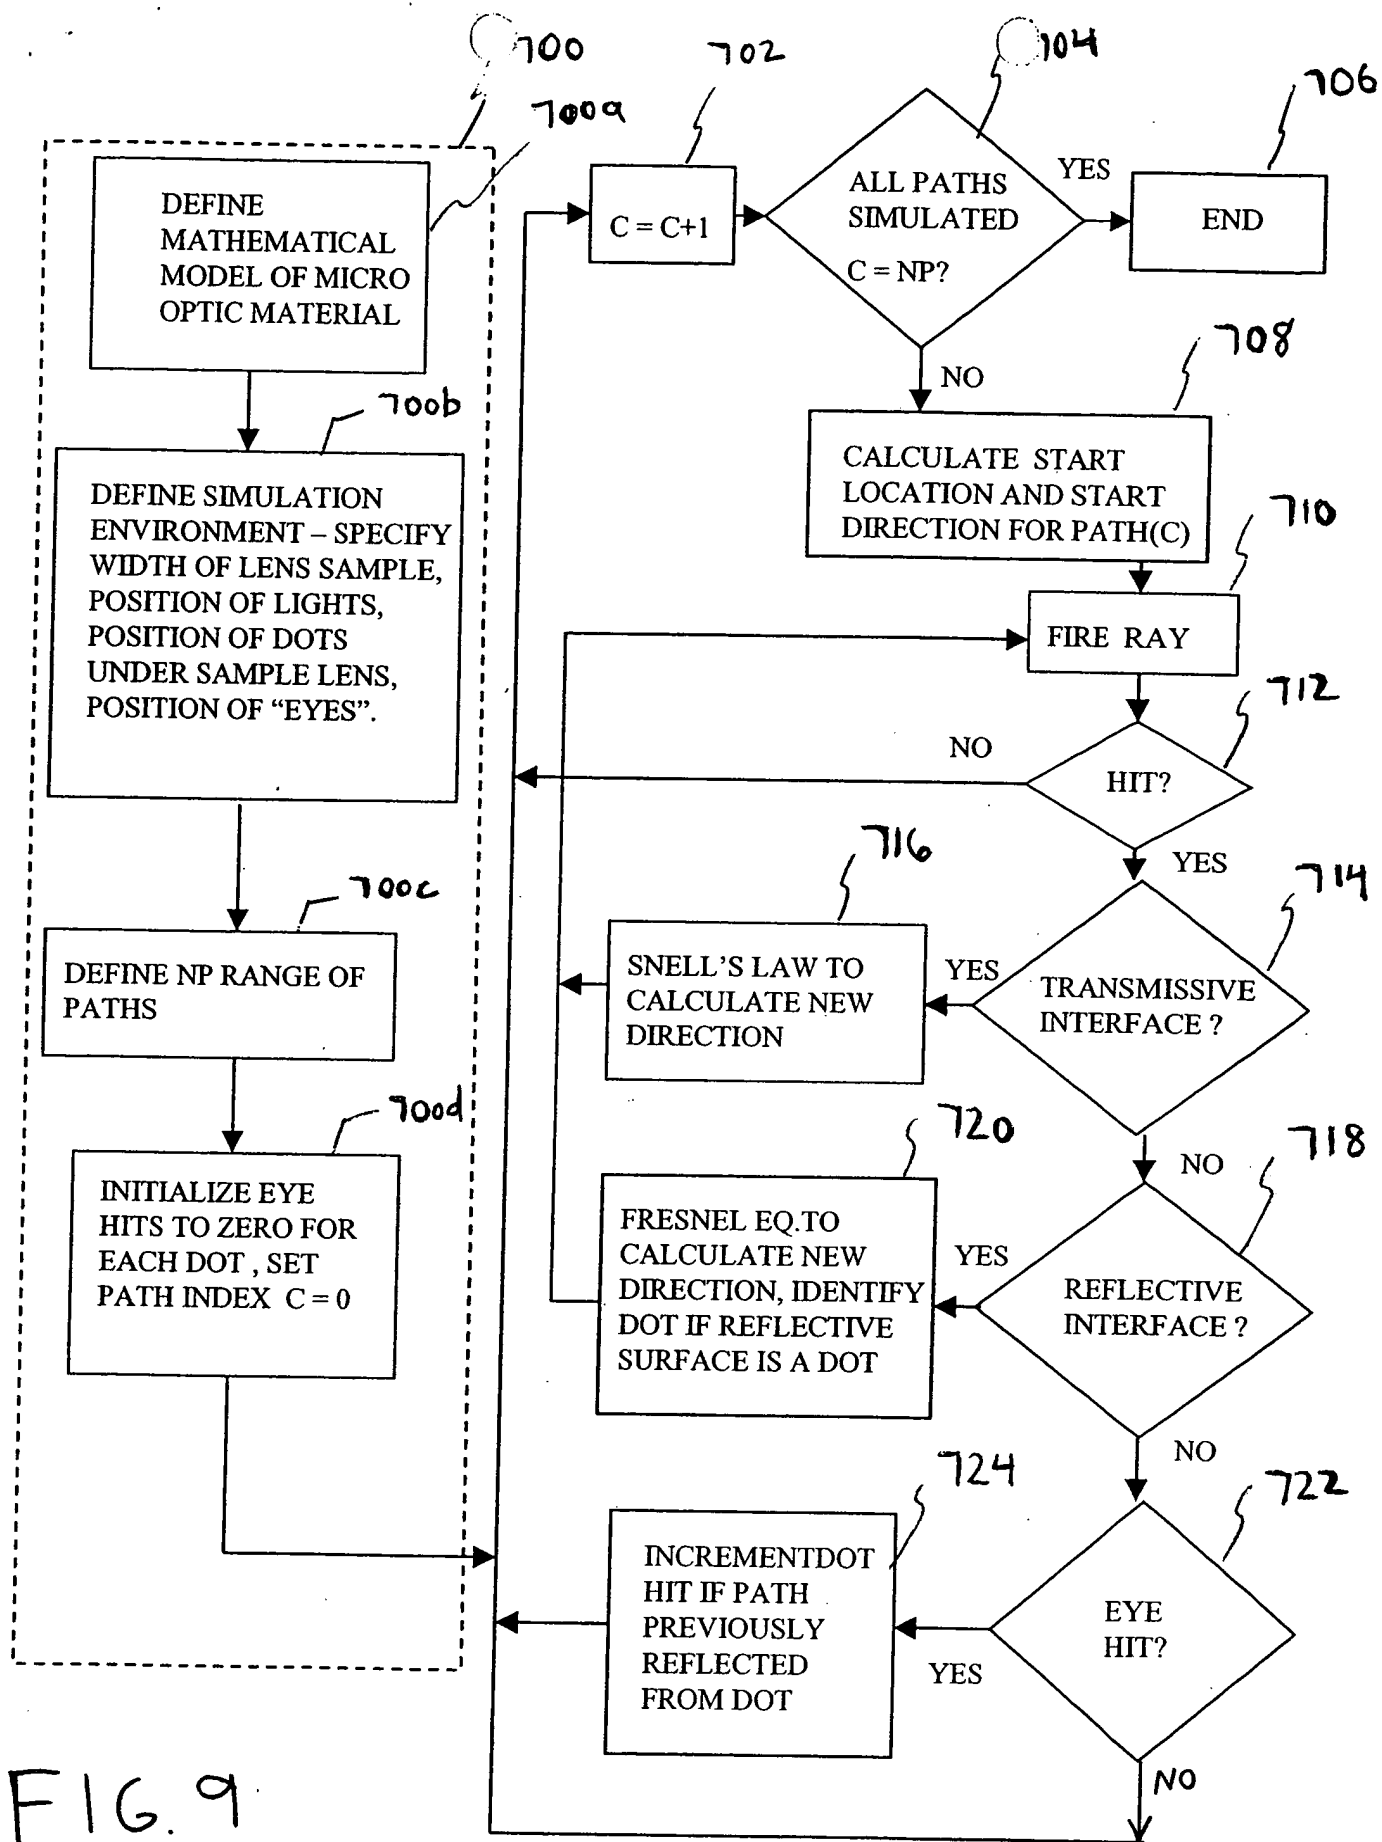 700
700a
DEFINE
MATHEMATICAL
MODEL OF MICRO
OPTIC MATERIAL
700b
DEFINE SIMULATION
ENVIRONMENT – SPECIFY
WIDTH OF LENS SAMPLE,
POSITION OF LIGHTS,
POSITION OF DOTS
UNDER SAMPLE LENS,
POSITION OF “EYES”.
700c
DEFINE NP RANGE OF
PATHS
700d
INITIALIZE EYE
HITS TO ZERO FOR
EACH DOT , SET
PATH INDEX C = 0
702
C = C+1
704
ALL PATHS
SIMULATED
C = NP?
YES
706
END
NO
708
CALCULATE START
LOCATION AND START
DIRECTION FOR PATH(C)
710
FIRE RAY
712
HIT?
NO
YES
714
TRANSMISSIVE
INTERFACE ?
YES
716
SNELL'S LAW TO
CALCULATE NEW
DIRECTION
NO
718
REFLECTIVE
INTERFACE ?
YES
720
FRESNEL EQ.TO
CALCULATE NEW
DIRECTION, IDENTIFY
DOT IF REFLECTIVE
SURFACE IS A DOT
NO
722
EYE
HIT?
YES
724
INCREMENTDOT
HIT IF PATH
PREVIOUSLY
REFLECTED
FROM DOT
NO
FIG. 9